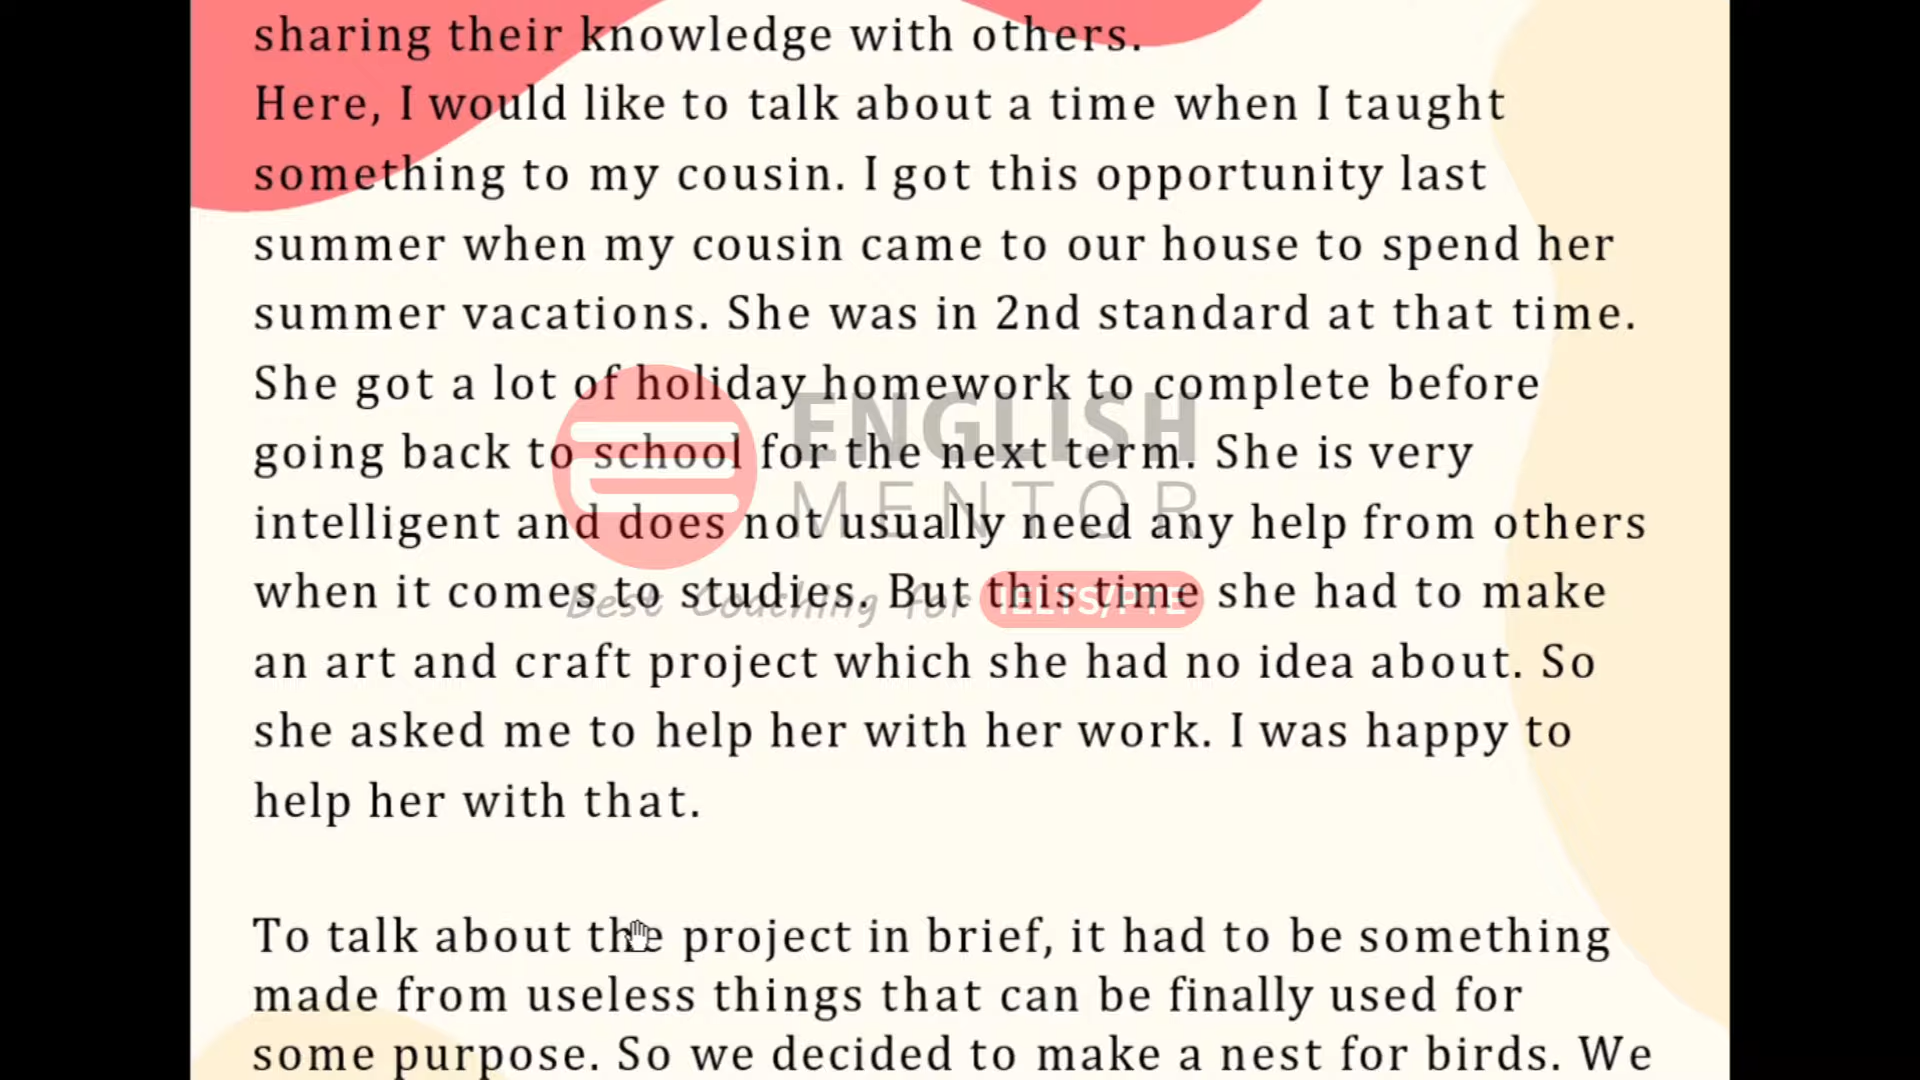 sharing their knowledge with others.
Here, I would like to talk about a time when I taught
something to my cousin. I got this opportunity last
summer when my cousin came to our house to spend her
summer vacations. She was in 2nd standard at that time.
She got a lot of holiday homework to complete before
going back to school for the next term. She is very
intelligent and does not usually need any help from others
when it comes to studies. But this time she had to make
an art and craft project which she had no idea about. So
she asked me to help her with her work. I was happy to
help her with that.
To talk about the project in brief, it had to be something
made from useless things that can be finally used for
some purpose. So we decided to make a nest for birds. We
ENGLISH
MENTOR
Best Coaching for IELTS/PTE